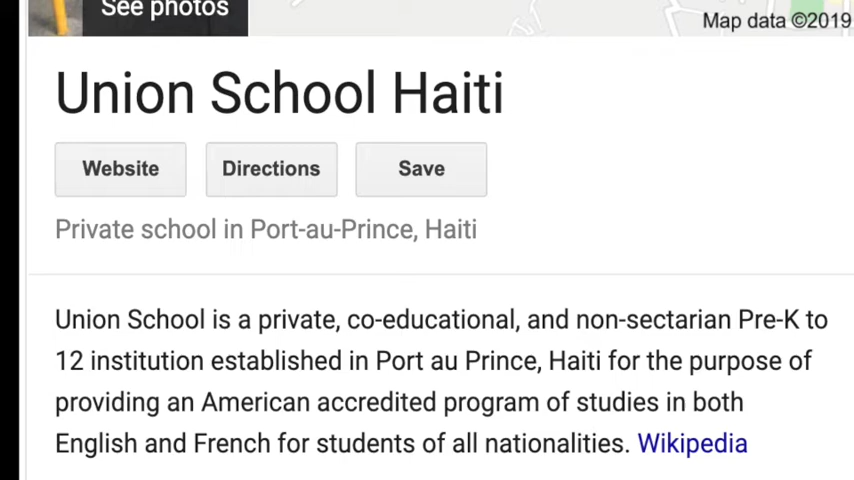 See photos
Map data ©2019
Union School Haiti
Website Directions Save
Private school in Port-au-Prince, Haiti
Union School is a private, co-educational, and non-sectarian Pre-K to
12 institution established in Port au Prince, Haiti for the purpose of
providing an American accredited program of studies in both
English and French for students of all nationalities. Wikipedia